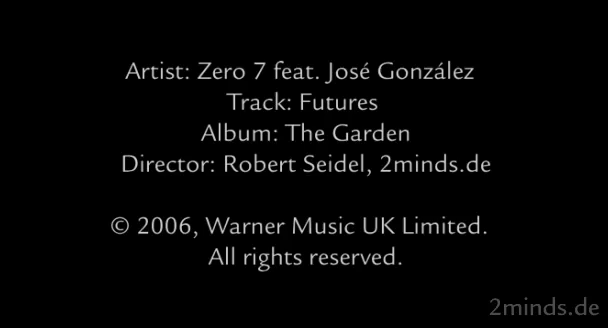 Artist: Zero 7 feat. José González
Track: Futures
Album: The Garden
Director: Robert Seidel, 2minds.de
© 2006, Warner Music UK Limited.
All rights reserved.
2minds.de